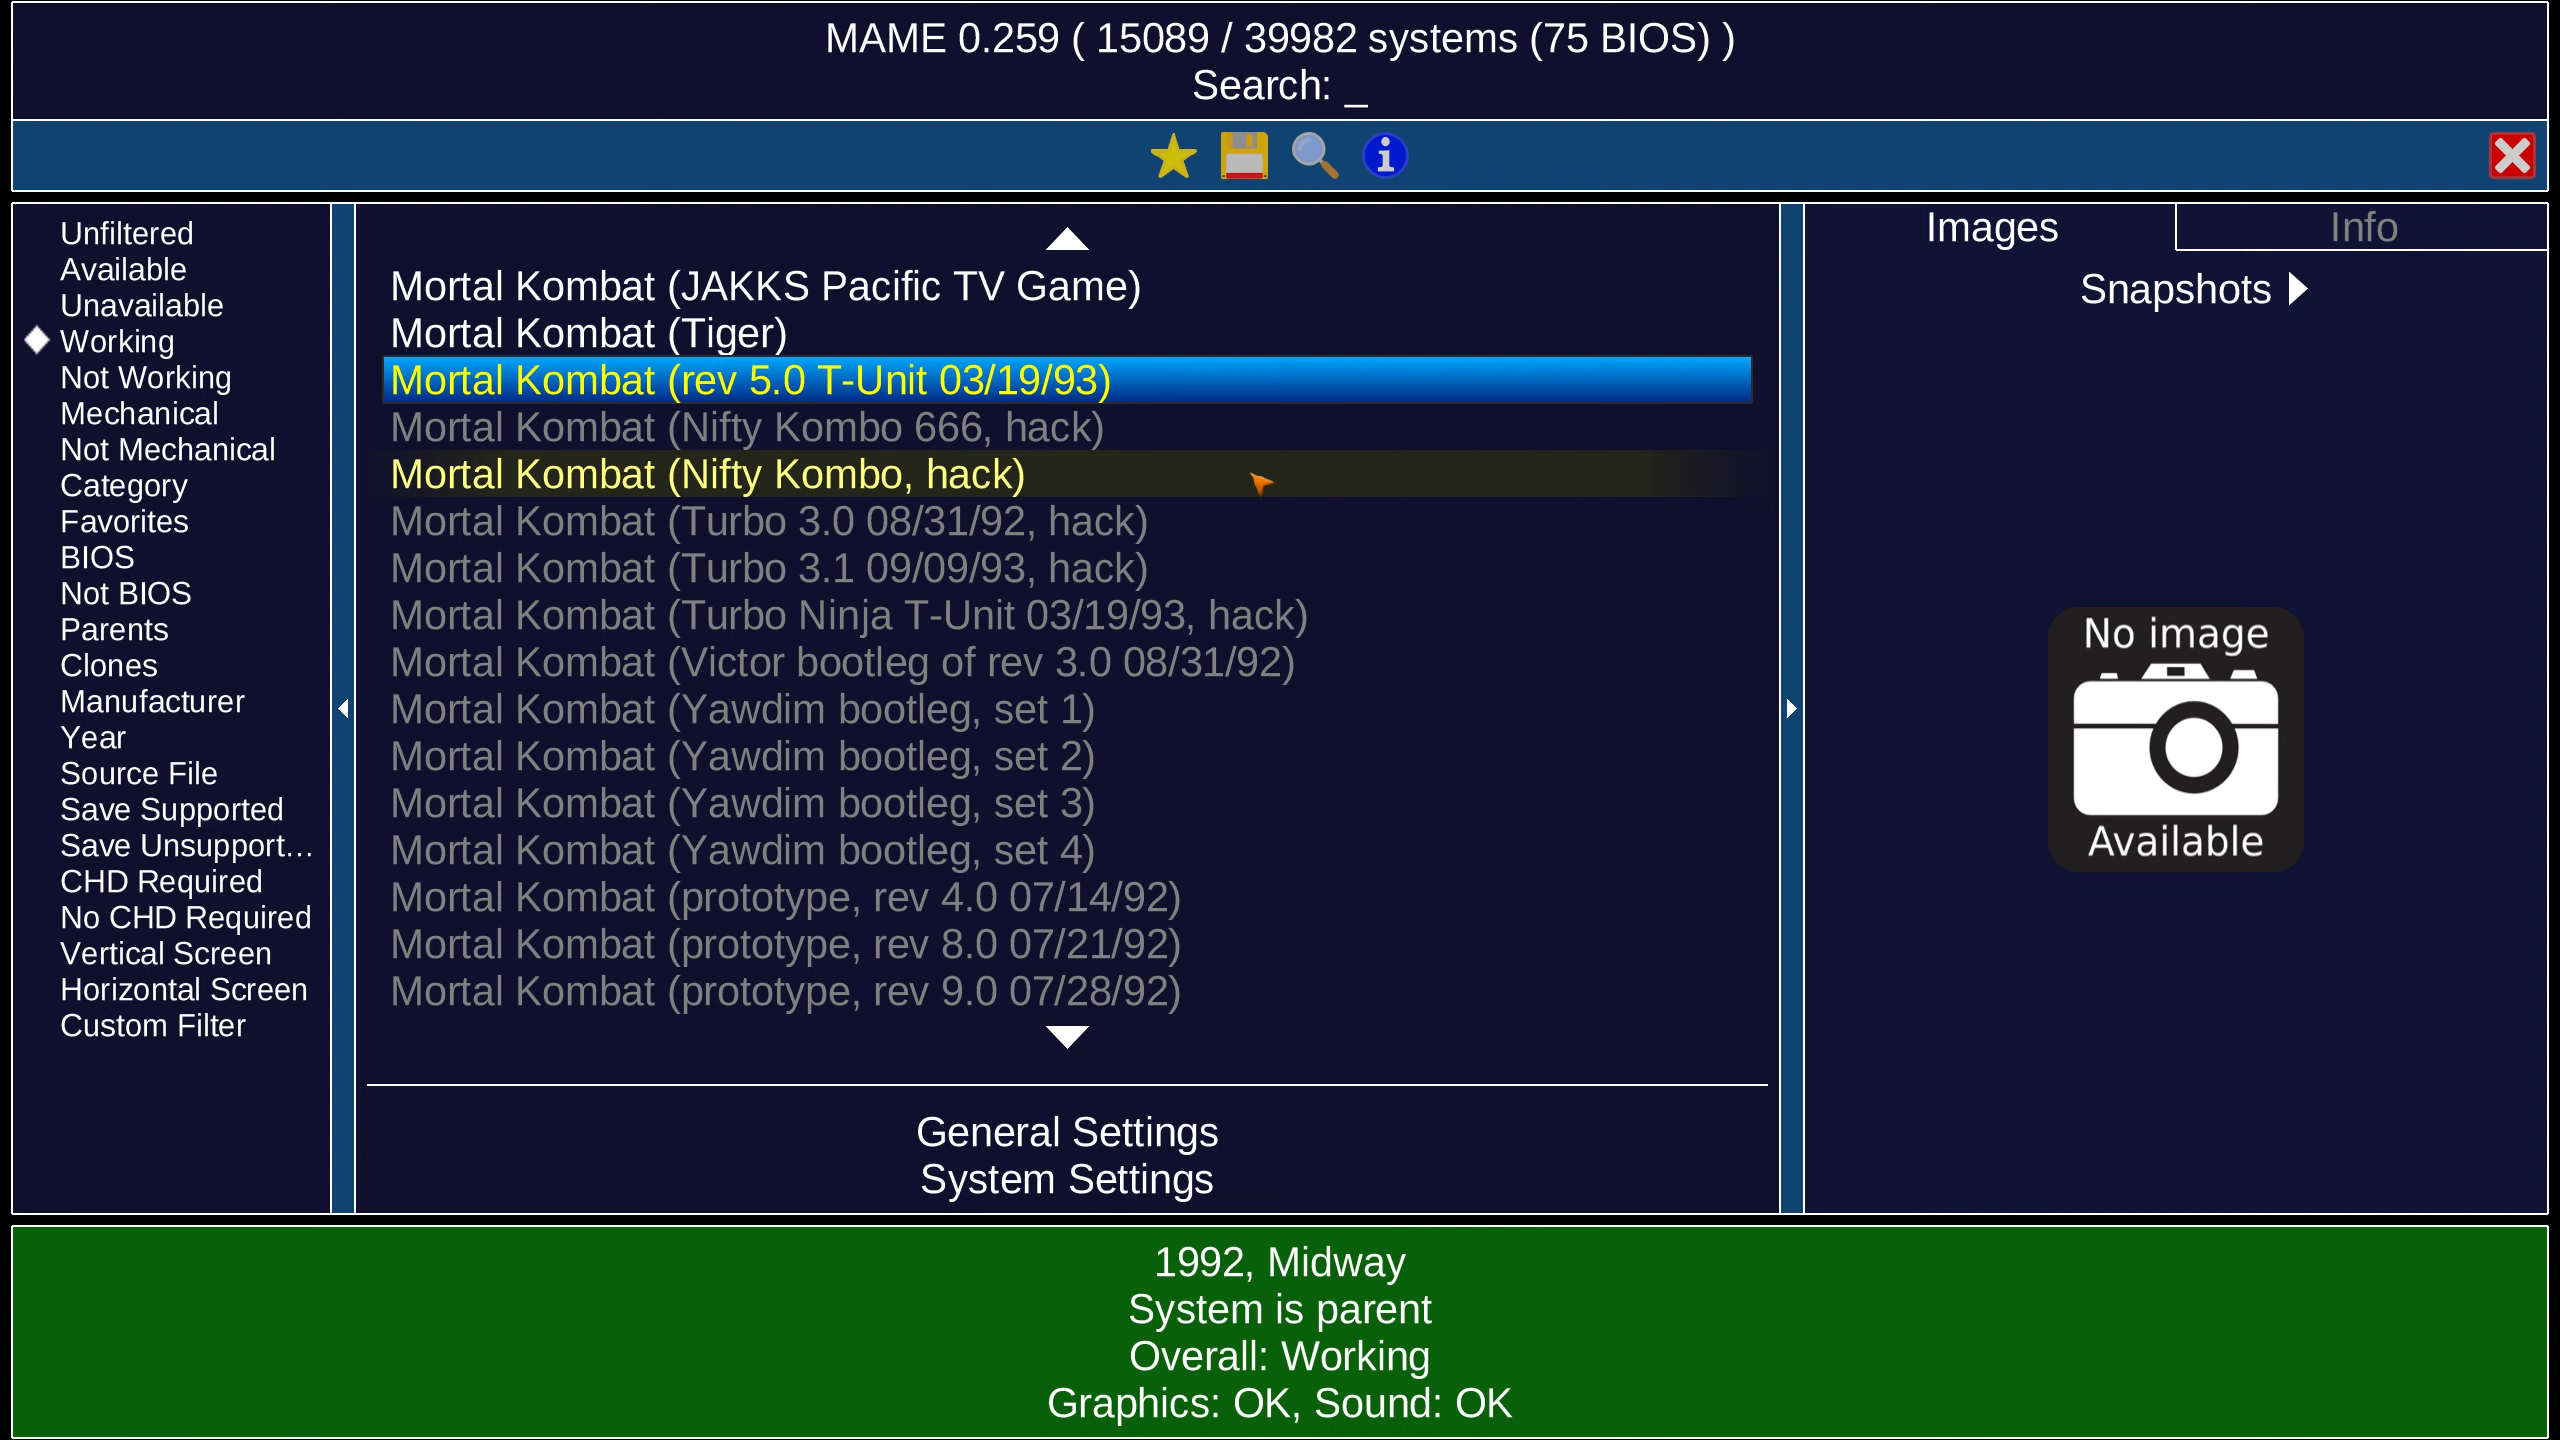 MAME 0.259 ( 15089 / 39982 systems (75 BIOS) )
Search: _
Unfiltered
Available
Unavailable
Working
Not Working
Mechanical
Not Mechanical
Category
Favorites
BIOS
Not BIOS
Parents
Clones
Manufacturer
Year
Source File
Save Supported
Save Unsupport...
CHD Required
No CHD Required
Vertical Screen
Horizontal Screen
Custom Filter
Mortal Kombat (JAKKS Pacific TV Game)
Mortal Kombat (Tiger)
Mortal Kombat (rev 5.0 T-Unit 03/19/93)
Mortal Kombat (Nifty Kombo 666, hack)
Mortal Kombat (Nifty Kombo, hack)
Mortal Kombat (Turbo 3.0 08/31/92, hack)
Mortal Kombat (Turbo 3.1 09/09/93, hack)
Mortal Kombat (Turbo Ninja T-Unit 03/19/93, hack)
Mortal Kombat (Victor bootleg of rev 3.0 08/31/92)
Mortal Kombat (Yawdim bootleg, set 1)
Mortal Kombat (Yawdim bootleg, set 2)
Mortal Kombat (Yawdim bootleg, set 3)
Mortal Kombat (Yawdim bootleg, set 4)
Mortal Kombat (prototype, rev 4.0 07/14/92)
Mortal Kombat (prototype, rev 8.0 07/21/92)
Mortal Kombat (prototype, rev 9.0 07/28/92)
General Settings
System Settings
Images
Info
Snapshots
No image
Available
1992, Midway
System is parent
Overall: Working
Graphics: OK, Sound: OK